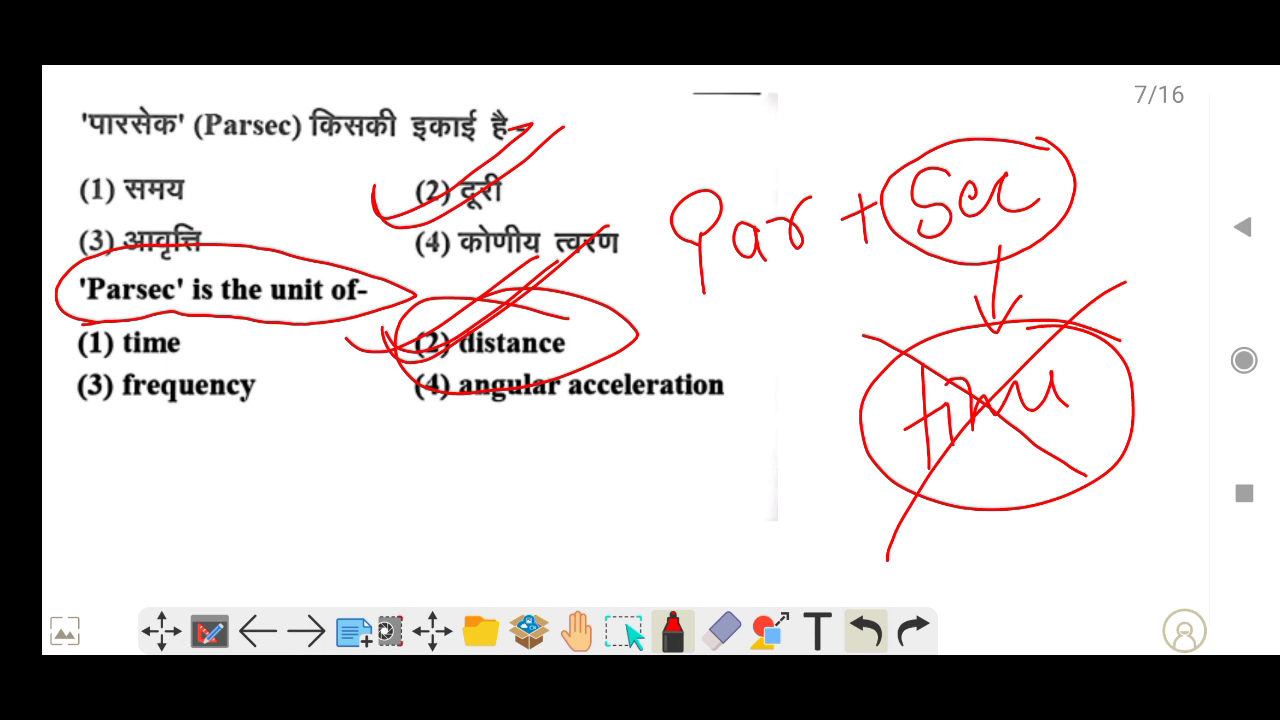 7/16
'पारसेक' (Parsec) किसकी इकाई है-
(1) समय (2) दूरी
(3) आवृत्ति (4) कोणीय त्वरण
'Parsec' is the unit of-
(1) time (2) distance
(3) frequency (4) angular acceleration
Par + Sec
time
T